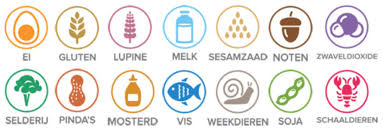 EI GLUTEN LUPINE MELK SESAMZAAD NOTEN ZWAVELDIOXIDE
SELDERIJ PINDA'S MOSTERD VIS WEEKDIEREN SOJA SCHAALDIEREN